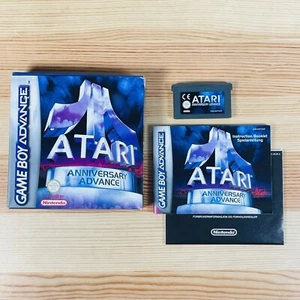 GAME BOY ADVANCE
ATARI
ANNIVERSARY
ADVANCE
Nintendo
ATARI
ANNIVERSARY ADVANCE
GAME BOY ADVANCE
Instruction Booklet
Spielanleitung
ATARI
ANNIVERSARY
ADVANCE
Nintendo